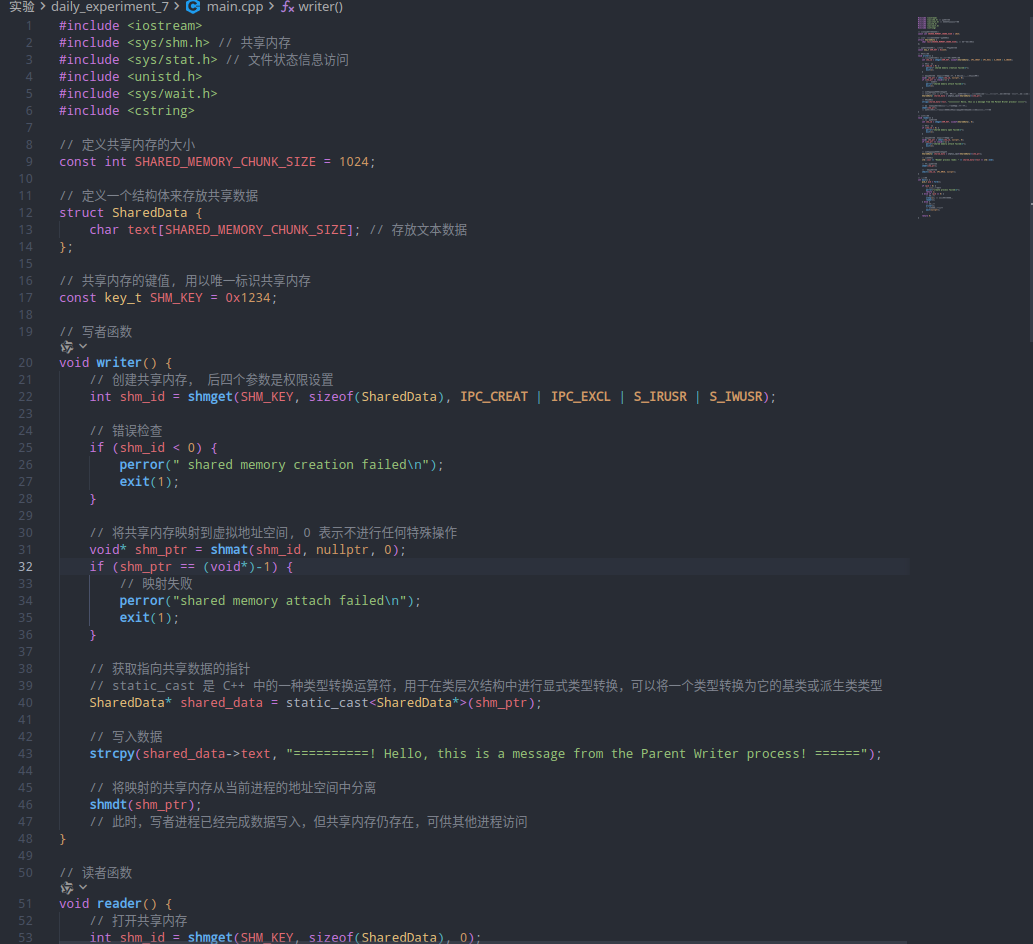 实验 > daily_experiment_7 > main.cpp > writer()
1 #include <iostream>
2 #include <sys/shm.h> // 共享内存
3 #include <sys/stat.h> // 文件状态信息访问
4 #include <unistd.h>
5 #include <sys/wait.h>
6 #include <cstring>
7
8 // 定义共享内存的大小
9 const int SHARED_MEMORY_CHUNK_SIZE = 1024;
10
11 // 定义一个结构体来存放共享数据
12 struct SharedData {
13     char text[SHARED_MEMORY_CHUNK_SIZE]; // 存放文本数据
14 };
15
16 // 共享内存的键值, 用以唯一标识共享内存
17 const key_t SHM_KEY = 0x1234;
18
19 // 写者函数
20 void writer() {
21     // 创建共享内存， 后四个参数是权限设置
22     int shm_id = shmget(SHM_KEY, sizeof(SharedData), IPC_CREAT | IPC_EXCL | S_IRUSR | S_IWUSR);
23
24     // 错误检查
25     if (shm_id < 0) {
26         perror(" shared memory creation failed\n");
27         exit(1);
28     }
29
30     // 将共享内存映射到虚拟地址空间, 0 表示不进行任何特殊操作
31     void* shm_ptr = shmat(shm_id, nullptr, 0);
32     if (shm_ptr == (void*)-1) {
33         // 映射失败
34         perror("shared memory attach failed\n");
35         exit(1);
36     }
37
38     // 获取指向共享数据的指针
39     // static_cast 是 C++ 中的一种类型转换运算符，用于在类层次结构中进行显式类型转换，可以将一个类型转换为它的基类或派生类类型
40     SharedData* shared_data = static_cast<SharedData*>(shm_ptr);
41
42     // 写入数据
43     strcpy(shared_data->text, "==========! Hello, this is a message from the Parent Writer process! ======");
44
45     // 将映射的共享内存从当前进程的地址空间中分离
46     shmdt(shm_ptr);
47     // 此时，写者进程已经完成数据写入，但共享内存仍存在，可供其他进程访问
48 }
49
50 // 读者函数
51 void reader() {
52     // 打开共享内存
53     int shm_id = shmget(SHM_KEY, sizeof(SharedData), 0);